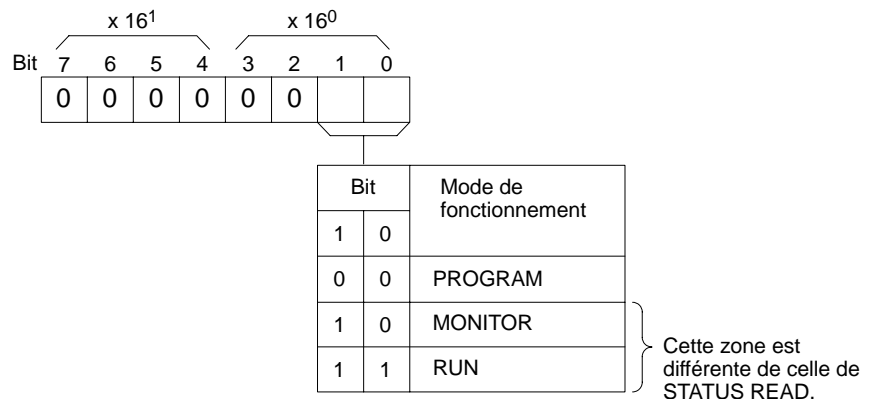 x 16¹ x 16⁰
Bit 7 6 5 4 3 2 1 0
0 0 0 0 0 0
Bit Mode de
fonctionnement
1 0
0 0 PROGRAM
1 0 MONITOR
1 1 RUN
Cette zone est
différente de celle de
STATUS READ.